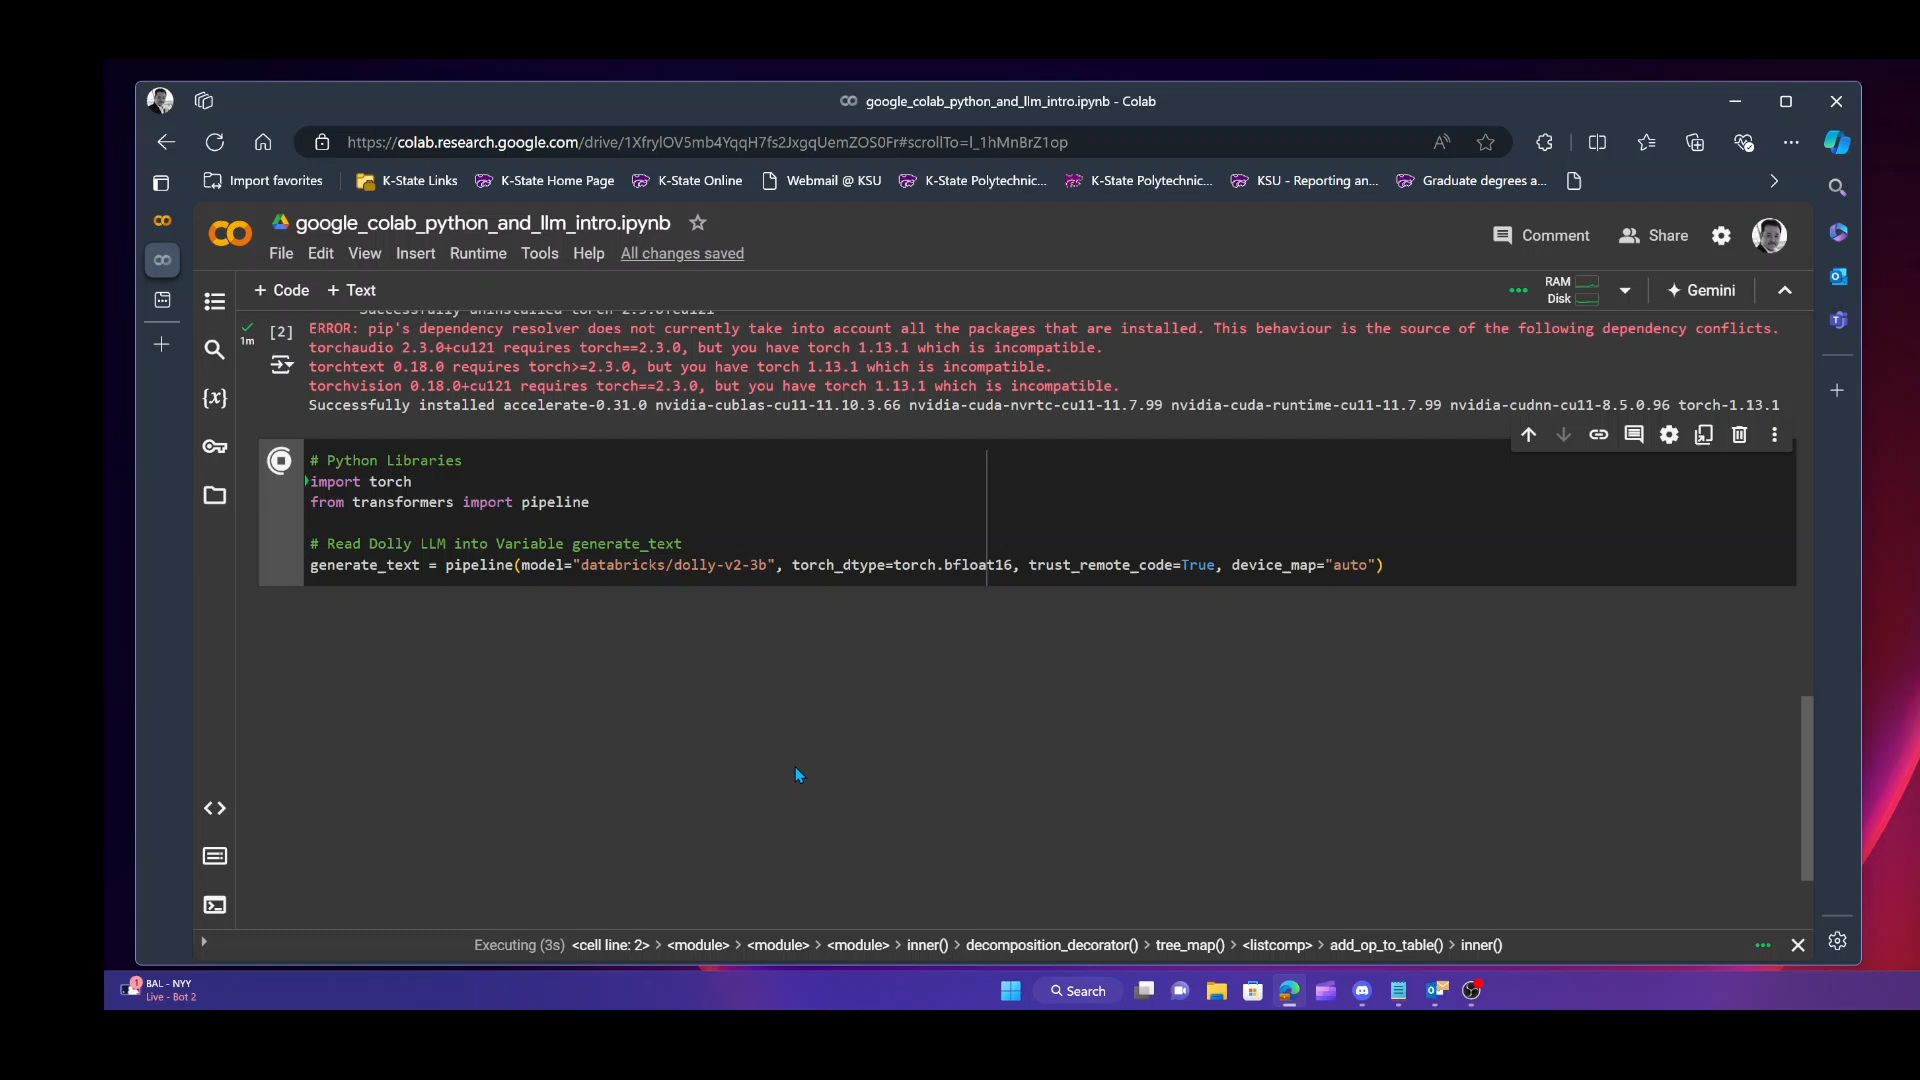 google_colab_python_and_llm_intro.ipynb - Colab
https://colab.research.google.com/drive/1XfrylOV5mb4YqqH7fs2JxgqUemZOS0Fr#scrollTo=l_1hMnBrZ1op
Import favorites K-State Links K-State Home Page K-State Online Webmail @ KSU K-State Polytechnic... K-State Polytechnic... KSU - Reporting an... Graduate degrees a...
google_colab_python_and_llm_intro.ipynb
Comment Share
File Edit View Insert Runtime Tools Help All changes saved
+ Code + Text
RAM
Disk
Gemini
Successfully uninstalled torch-2.3.0+cu121
1m
[2]
ERROR: pip's dependency resolver does not currently take into account all the packages that are installed. This behaviour is the source of the following dependency conflicts.
torchaudio 2.3.0+cu121 requires torch==2.3.0, but you have torch 1.13.1 which is incompatible.
torchtext 0.18.0 requires torch>=2.3.0, but you have torch 1.13.1 which is incompatible.
torchvision 0.18.0+cu121 requires torch==2.3.0, but you have torch 1.13.1 which is incompatible.
Successfully installed accelerate-0.31.0 nvidia-cublas-cu11-11.10.3.66 nvidia-cuda-nvrtc-cu11-11.7.99 nvidia-cuda-runtime-cu11-11.7.99 nvidia-cudnn-cu11-8.5.0.96 torch-1.13.1
# Python Libraries
import torch
from transformers import pipeline
# Read Dolly LLM into Variable generate_text
generate_text = pipeline(model="databricks/dolly-v2-3b", torch_dtype=torch.bfloat16, trust_remote_code=True, device_map="auto")
Executing (3s) <cell line: 2> > <module> > <module> > <module> > inner() > decomposition_decorator() > tree_map() > <listcomp> > add_op_to_table() > inner()
1
BAL - NYY
Live - Bot 2
Search